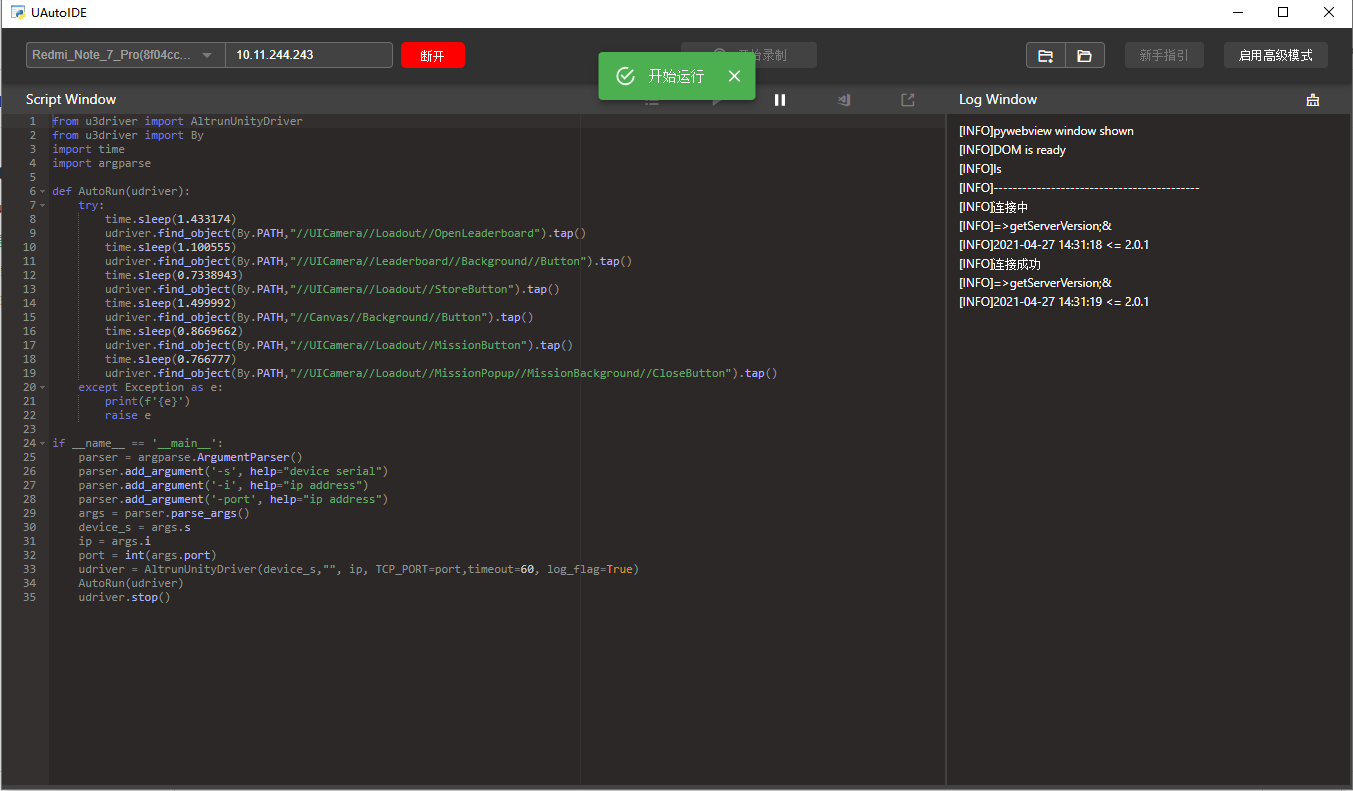 UAutoIDE
Redmi_Note_7_Pro(8f04cc...
10.11.244.243
断开
开始运行
始录制
新手指引
启用高级模式
Script Window
1 from u3driver import AltrunUnityDriver
2 from u3driver import By
3 import time
4 import argparse
5
6 def AutoRun(udriver):
7     try:
8         time.sleep(1.433174)
9         udriver.find_object(By.PATH,"//UICamera//Loadout//OpenLeaderboard").tap()
10         time.sleep(1.100555)
11         udriver.find_object(By.PATH,"//UICamera//Leaderboard//Background//Button").tap()
12         time.sleep(0.7338943)
13         udriver.find_object(By.PATH,"//UICamera//Loadout//StoreButton").tap()
14         time.sleep(1.499992)
15         udriver.find_object(By.PATH,"//Canvas//Background//Button").tap()
16         time.sleep(0.8669662)
17         udriver.find_object(By.PATH,"//UICamera//Loadout//MissionButton").tap()
18         time.sleep(0.766777)
19         udriver.find_object(By.PATH,"//UICamera//Loadout//MissionPopup//MissionBackground//CloseButton").tap()
20     except Exception as e:
21         print(f'{e}')
22         raise e
23
24 if __name__ == '__main__':
25     parser = argparse.ArgumentParser()
26     parser.add_argument('-s', help="device serial")
27     parser.add_argument('-i', help="ip address")
28     parser.add_argument('-port', help="ip address")
29     args = parser.parse_args()
30     device_s = args.s
31     ip = args.i
32     port = int(args.port)
33     udriver = AltrunUnityDriver(device_s,"", ip, TCP_PORT=port,timeout=60, log_flag=True)
34     AutoRun(udriver)
35     udriver.stop()
Log Window
[INFO]pywebview window shown
[INFO]DOM is ready
[INFO]ls
[INFO]-------------------------------------------
[INFO]连接中
[INFO]=>getServerVersion;&
[INFO]2021-04-27 14:31:18 <= 2.0.1
[INFO]连接成功
[INFO]=>getServerVersion;&
[INFO]2021-04-27 14:31:19 <= 2.0.1